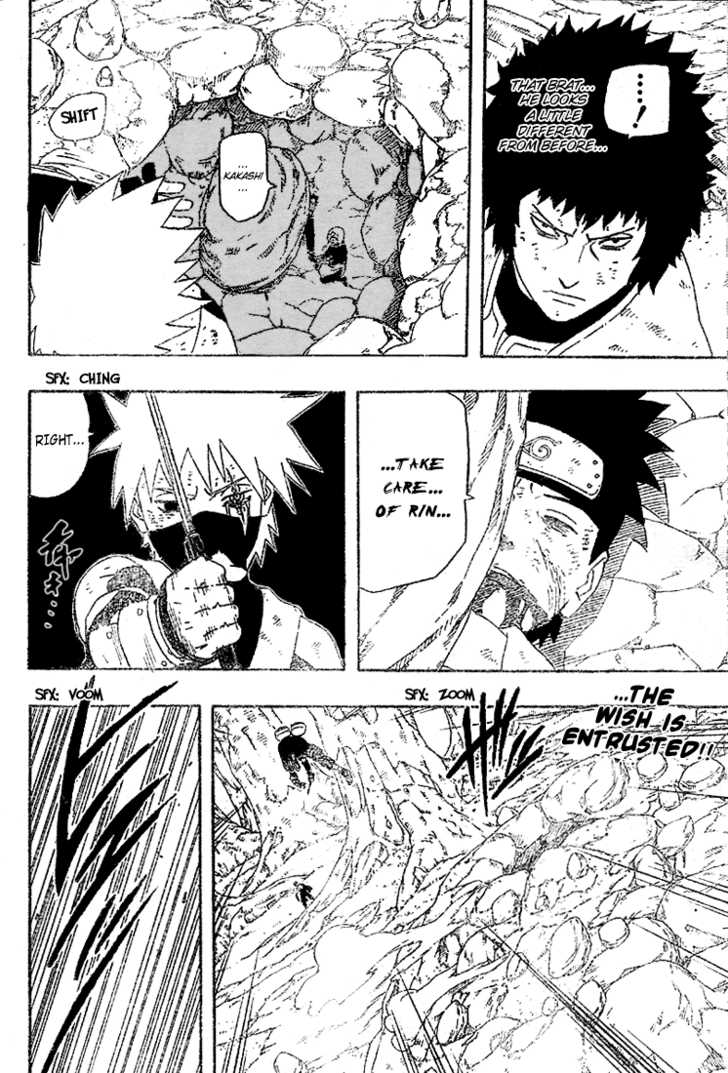 ....!
THAT BRAT...
HE LOOKS
A LITTLE
DIFFERENT
FROM BEFORE...
SHIFT
...
KAKASHI
...
SFX: CHING
...TAKE
CARE...
OF RIN...
RIGHT...
SFX: ZOOM
...THE
WISH IS
ENTRUSTED!!
SFX: VOOM